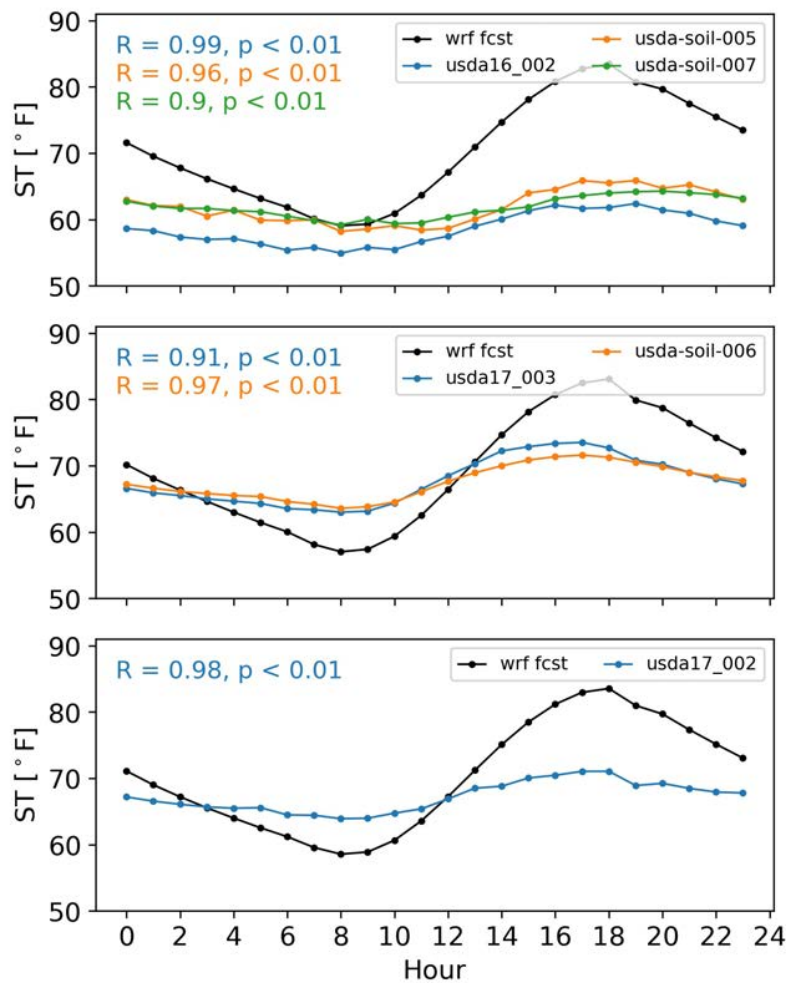 R = 0.99, p < 0.01
R = 0.96, p < 0.01
R = 0.9, p < 0.01
wrf fcst
usda16_002
usda-soil-005
usda-soil-007
90
80
70
60
50
ST [°F]
R = 0.91, p < 0.01
R = 0.97, p < 0.01
wrf fcst
usda17_003
usda-soil-006
90
80
70
60
50
ST [°F]
R = 0.98, p < 0.01
wrf fcst
usda17_002
90
80
70
60
50
ST [°F]
0 2 4 6 8 10 12 14 16 18 20 22 24
Hour